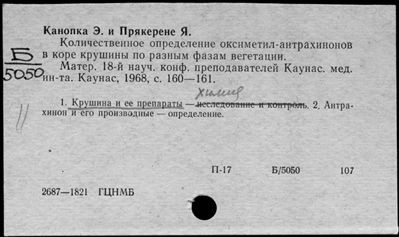 Канопка Э. и Прякерене Я.
Количественное определение оксиметил-антрахинонов
в коре крушины по разным фазам вегетации.
Б
5050
Матер. 18-й науч. конф. преподавателей Каунас. мед.
ин-та. Каунас, 1968, с. 160—161.
химия
1. Крушина и ее препараты — исследование и контроль. 2. Антра-
хинон и его производные — определение.
П-17 Б/5050 107
2687—1821 ГЦНМБ